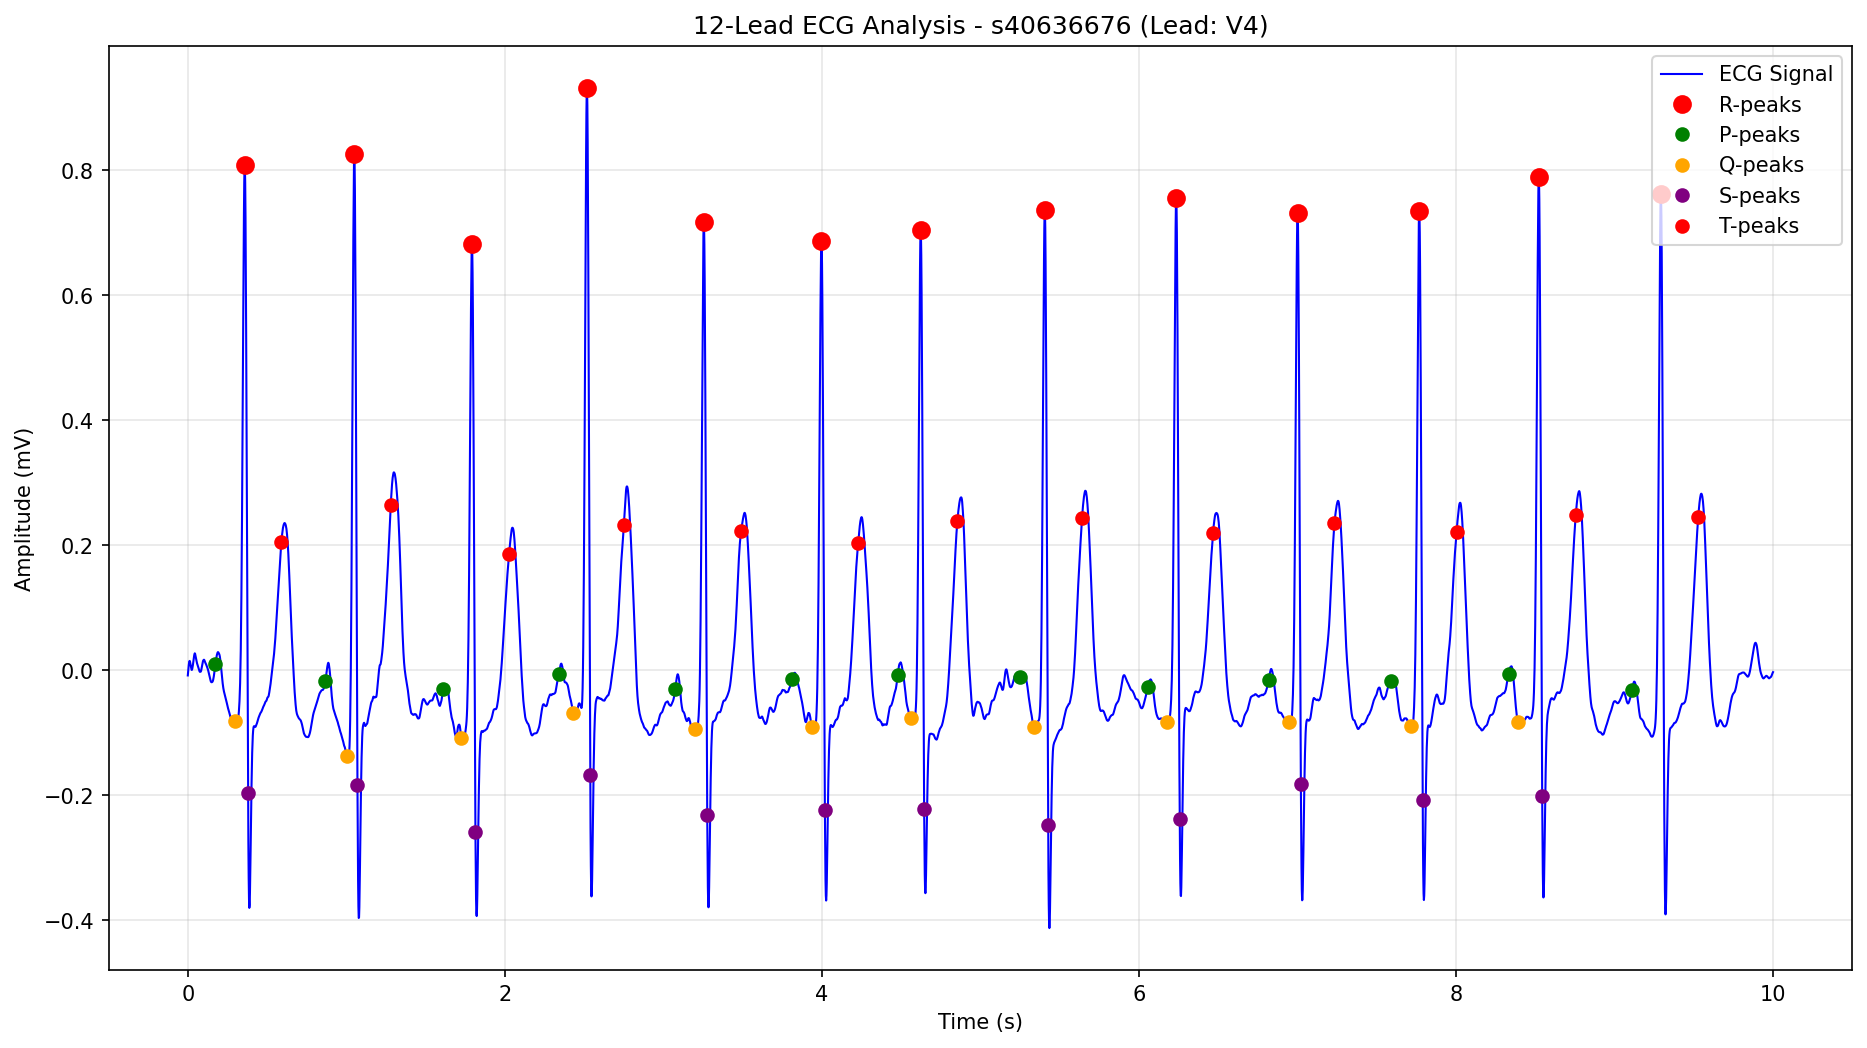 12-Lead ECG Analysis - s40636676 (Lead: V4)
ECG Signal
R-peaks
P-peaks
Q-peaks
S-peaks
T-peaks
Amplitude (mV)
0.8
0.6
0.4
0.2
0.0
−0.2
−0.4
0 2 4 6 8 10
Time (s)